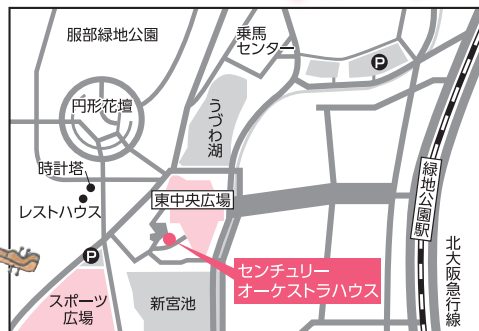 服部緑地公園
乗馬
センター
P
円形花壇
うづわ湖
時計塔
レストハウス
東中央広場
緑地公園駅
P
センチュリー
オーケストラハウス
北大阪急行線
スポーツ
広場
新宮池